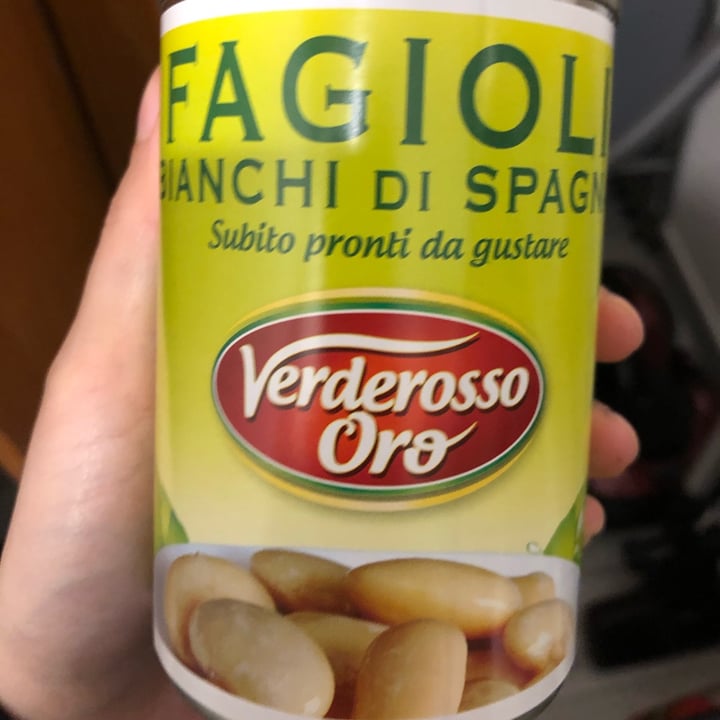 FAGIOLI
BIANCHI DI SPAGN
Subito pronti da gustare
Verderosso
Oro